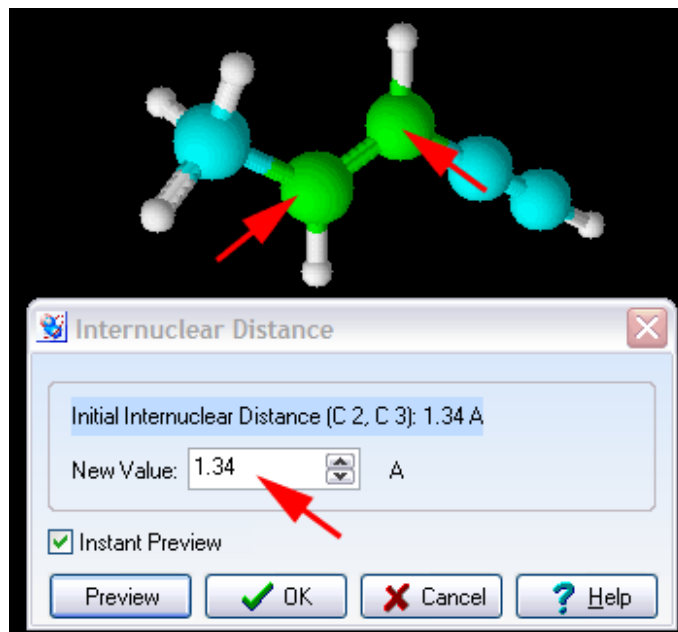 Internuclear Distance
Initial Internuclear Distance (C 2, C 3): 1.34 A
New Value: 1.34 A
Instant Preview
Preview OK Cancel Help